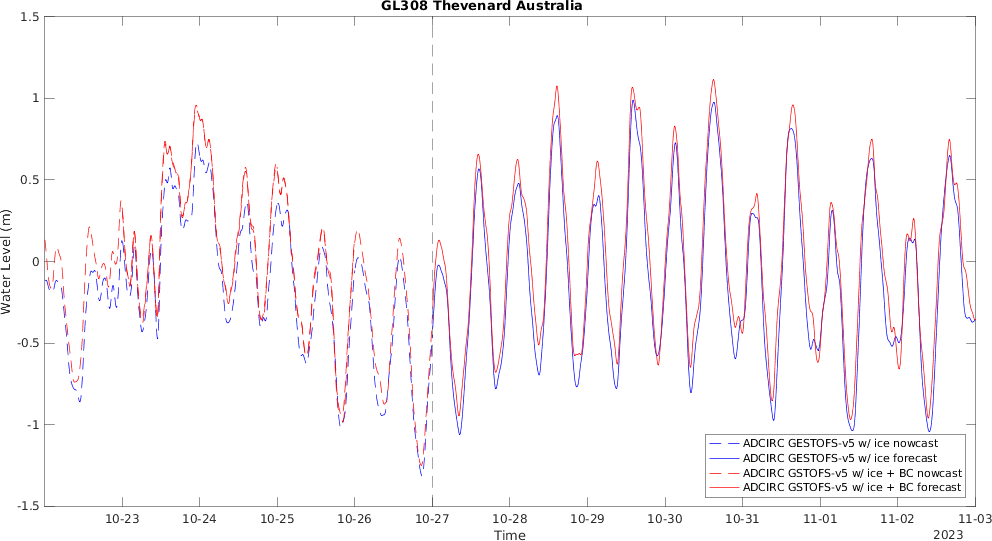 GL308 Thevenard Australia
1.5
1
0.5
0
-0.5
-1
-1.5
Water Level (m)
10-23 10-24 10-25 10-26 10-27 10-28 10-29 10-30 10-31 11-01 11-02 11-03
Time
2023
ADCIRC GESTOFS-v5 w/ ice nowcast
ADCIRC GESTOFS-v5 w/ ice forecast
ADCIRC GSTOFS-v5 w/ ice + BC nowcast
ADCIRC GSTOFS-v5 w/ ice + BC forecast